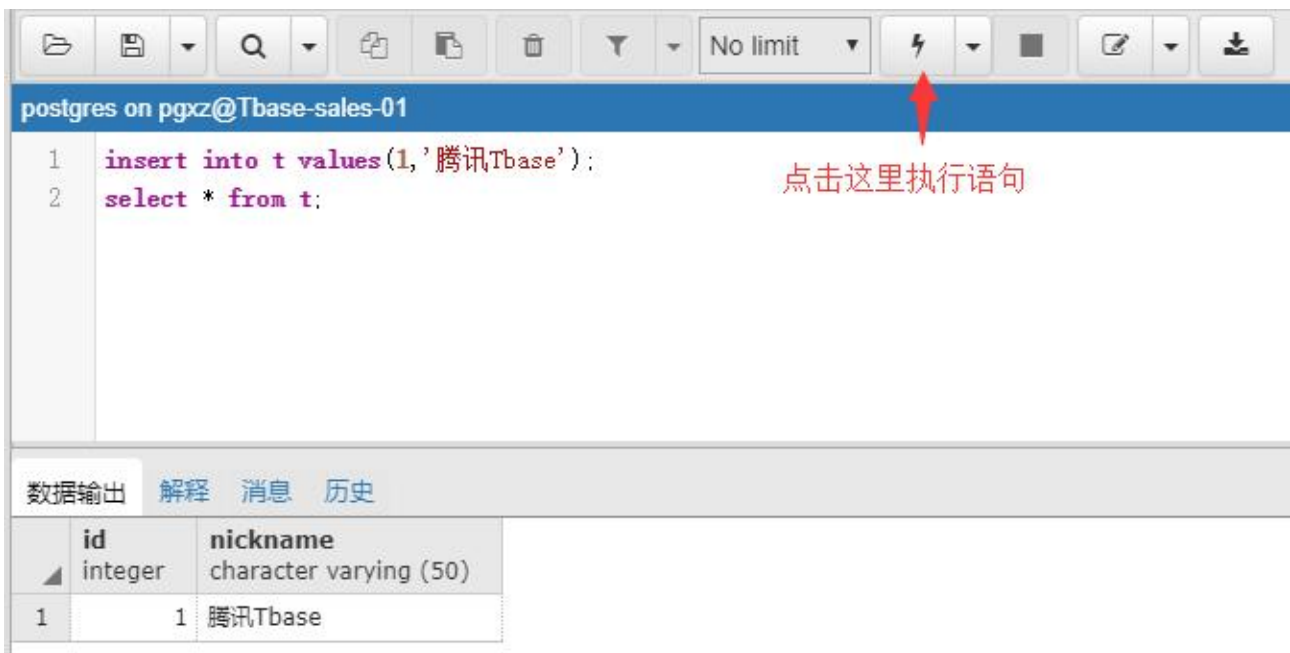 No limit
postgres on pgxz@Tbase-sales-01
1 insert into t values(1,'腾讯Tbase');
2 select * from t;
点击这里执行语句
数据输出 解释 消息 历史
id nickname
integer character varying (50)
1 1 腾讯Tbase